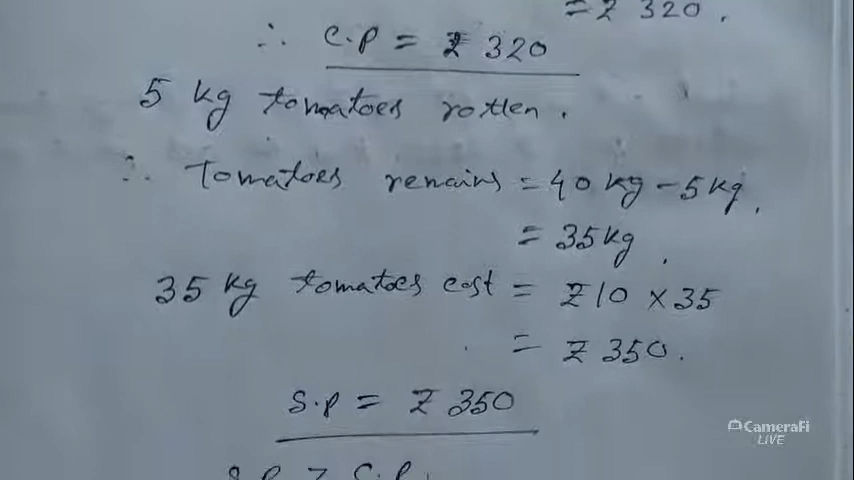 = ₹ 320.
∴ C.P = ₹ 320
5 kg tomatoes rotten.
∴ Tomatoes remains = 40 kg - 5 kg.
= 35 kg.
35 kg tomatoes cost = ₹10 × 35
= ₹ 350.
S.P = ₹ 350
S.P > C.P.
CameraFi
LIVE